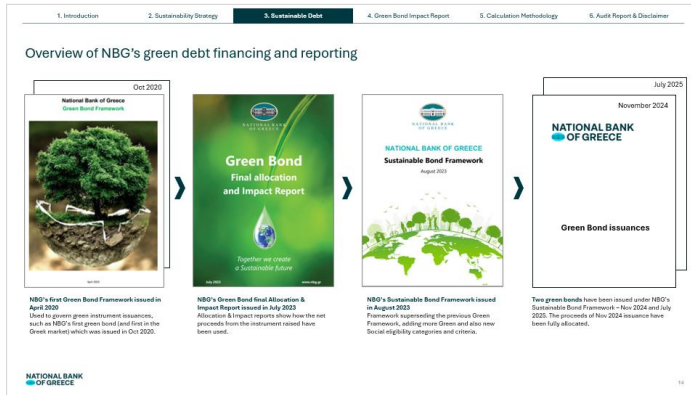 1. Introduction
2. Sustainability Strategy
3. Sustainable Debt
4. Green Bond Impact Report
5. Calculation Methodology
6. Audit Report & Disclaimer
Overview of NBG's green debt financing and reporting
Oct 2020
National Bank of Greece
Green Bond Framework
April 2020
NBG's first Green Bond Framework issued in
April 2020
Used to govern green instrument issuances,
such as NBG's first green bond (and first in the
Greek market) which was issued in Oct 2020.
NATIONAL BANK
OF GREECE
Green Bond
Final allocation
and Impact Report
Together we create
a Sustainable future
July 2023
www.nbg.gr
NBG's Green Bond final Allocation &
Impact Report issued in July 2023
Allocation & Impact reports show how the net
proceeds from the instrument raised have
been used.
NATIONAL BANK
OF GREECE
NATIONAL BANK OF GREECE
Sustainable Bond Framework
August 2023
NBG's Sustainable Bond Framework issued
in August 2023
Framework superseding the previous Green
Framework, adding more Green and also new
Social eligibility categories and criteria.
July 2025
November 2024
NATIONAL BANK
OF GREECE
Green Bond issuances
Two green bonds have been issued under NBG's
Sustainable Bond Framework – Nov 2024 and July
2025. The proceeds of Nov 2024 issuance have
been fully allocated.
NATIONAL BANK
OF GREECE